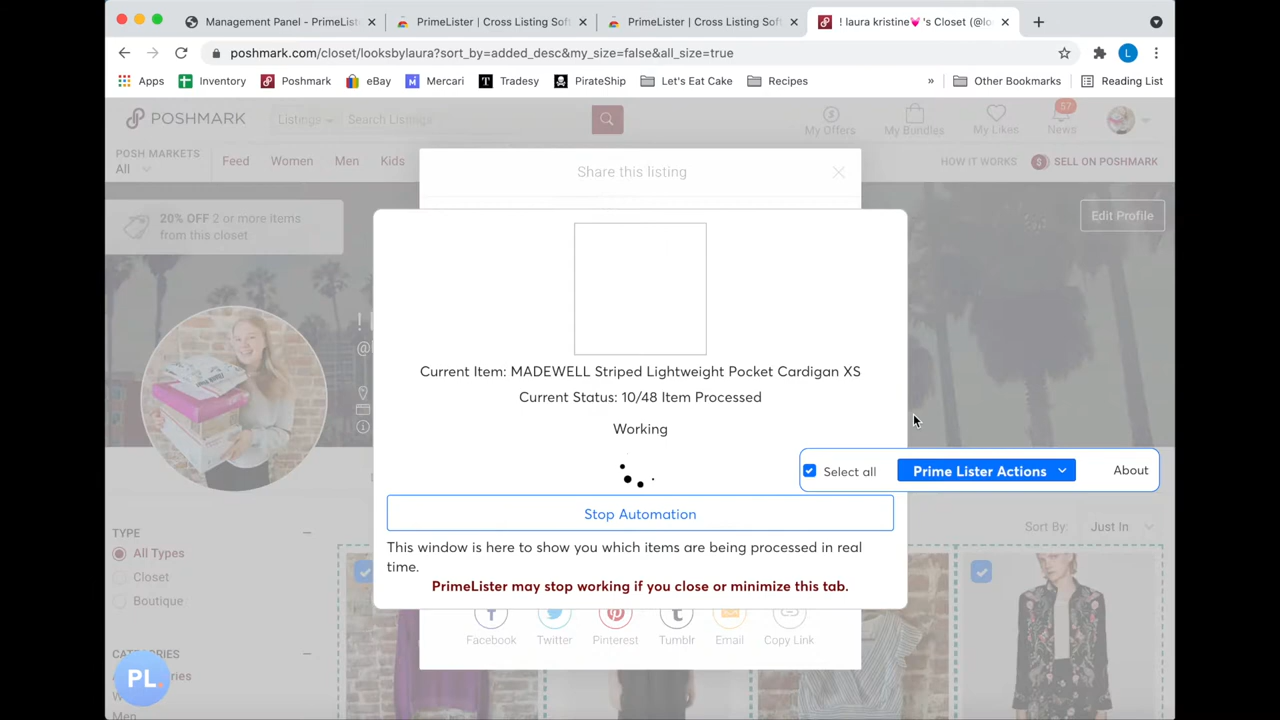 Management Panel - PrimeList
PrimeLister | Cross Listing Soft
PrimeLister | Cross Listing Soft
! laura kristine💓's Closet (@lo
poshmark.com/closet/looksbylaura?sort_by=added_desc&my_size=false&all_size=true
L
Apps
Inventory
Poshmark
eBay
Mercari
Tradesy
PirateShip
Let's Eat Cake
Recipes
»
Other Bookmarks
Reading List
POSHMARK
Listings
Search Listings
My Offers
My Bundles
My Likes
57
News
POSH MARKETS
All
Feed
Women
Men
Kids
HOW IT WORKS
SELL ON POSHMARK
Share this listing
20% OFF 2 or more items
from this closet.
Edit Profile
Current Item: MADEWELL Striped Lightweight Pocket Cardigan XS
Current Status: 10/48 Item Processed
Working
Select all
Prime Lister Actions
About
Stop Automation
This window is here to show you which items are being processed in real
time.
PrimeLister may stop working if you close or minimize this tab.
Sort By:
Just In
TYPE
All Types
Closet
Boutique
Facebook
Twitter
Pinterest
Tumblr
Email
Copy Link
PL.
Men